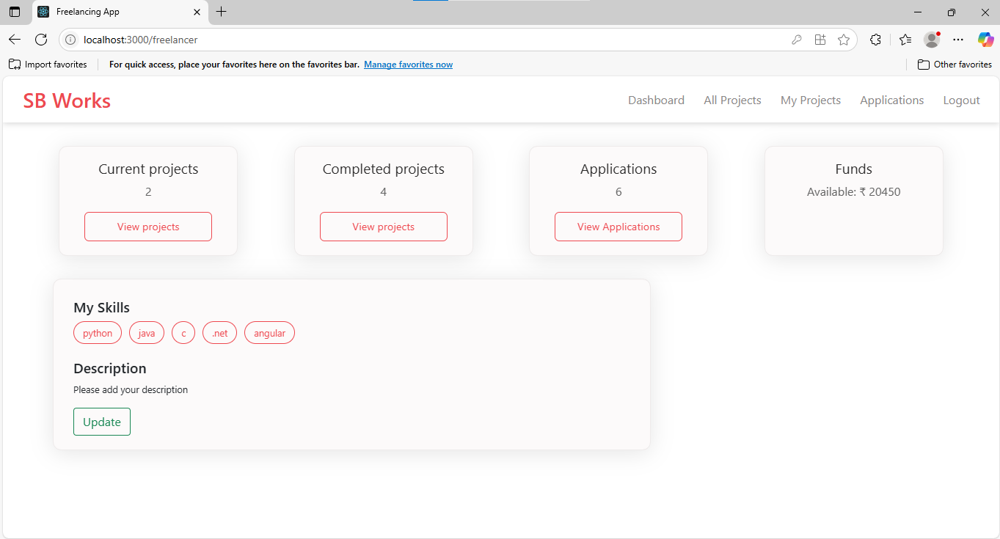 Freelancing App
localhost:3000/freelancer
Import favorites For quick access, place your favorites here on the favorites bar. Manage favorites now Other favorites
SB Works Dashboard All Projects My Projects Applications Logout
Current projects Completed projects Applications Funds
2 4 6 Available: ₹ 20450
View projects View projects View Applications
My Skills
python java c .net angular
Description
Please add your description
Update